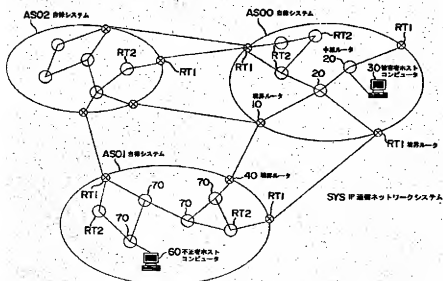 AS02 自律システム
AS00 自律システム
RT2
RT2
RT1
RT1
RT1
RT2
中継ルータ
20
20
30 被害者ホスト
コンピュータ
境界ルータ
10
RT1 境界ルータ
AS01 自律システム
40 境界ルータ
SYS IP通信ネットワークシステム
RT1
70
70
70
RT1
RT2
70
RT2
60 不正者ホスト
コンピュータ